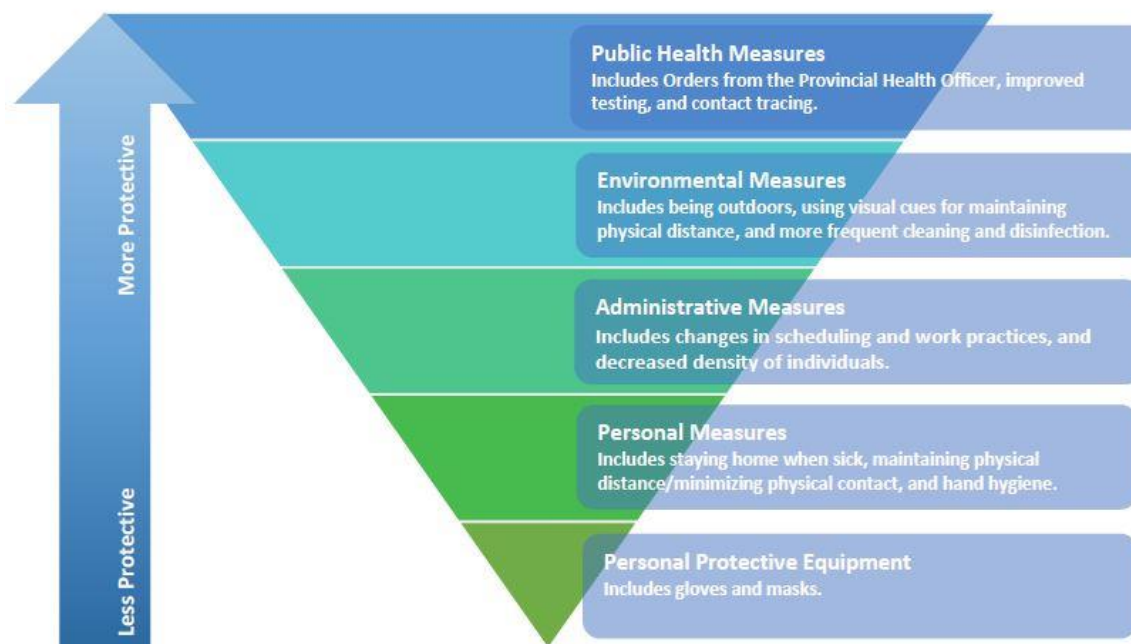 Public Health Measures
Includes Orders from the Provincial Health Officer, improved
testing, and contact tracing.
More Protective
Environmental Measures
Includes being outdoors, using visual cues for maintaining
physical distance, and more frequent cleaning and disinfection.
Administrative Measures
Includes changes in scheduling and work practices, and
decreased density of individuals.
Personal Measures
Includes staying home when sick, maintaining physical
distance/minimizing physical contact, and hand hygiene.
Less Protective
Personal Protective Equipment
Includes gloves and masks.